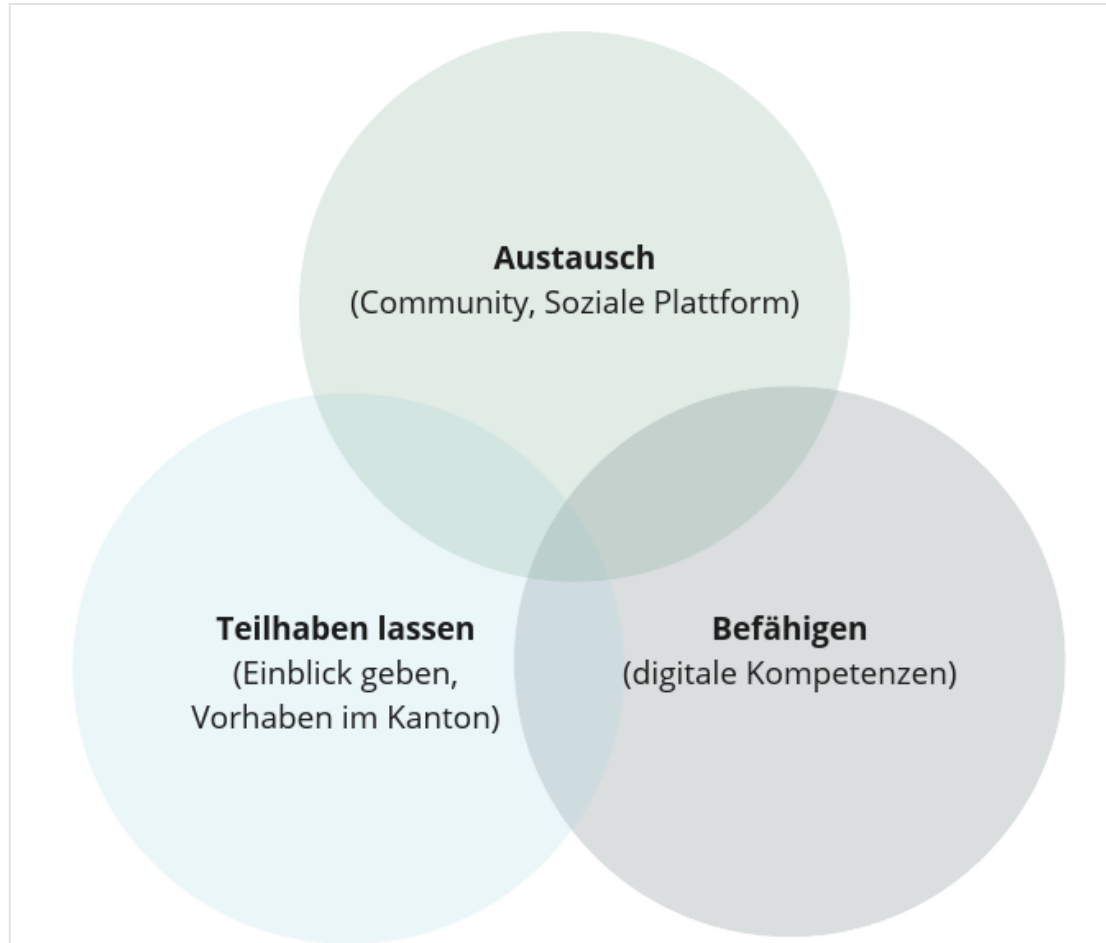 Austausch
(Community, Soziale Plattform)
Teilhaben lassen
(Einblick geben,
Vorhaben im Kanton)
Befähigen
(digitale Kompetenzen)